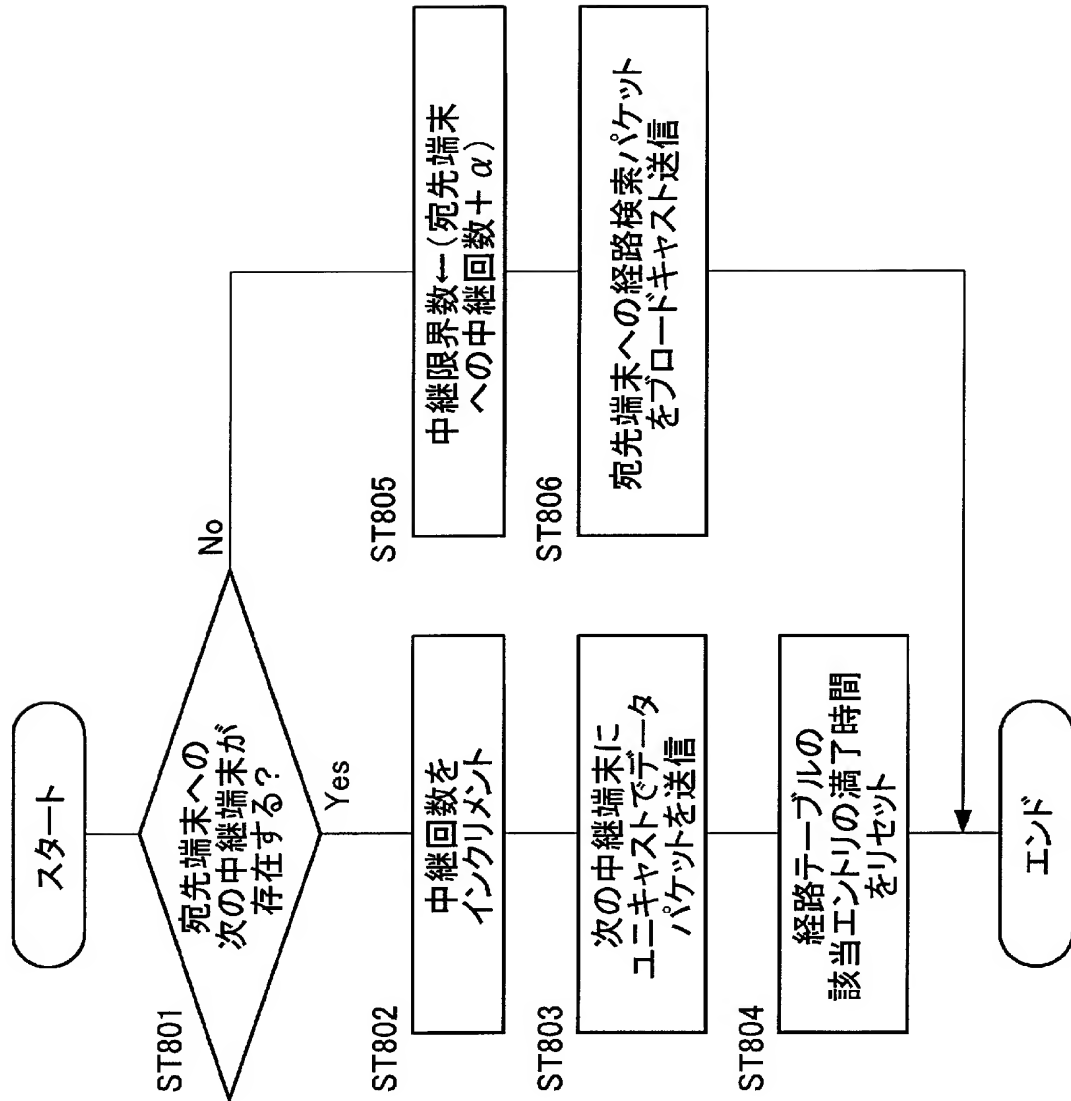 スタート
ST801
宛先端末への
次の中継端末が
存在する?
Yes
No
ST802
中継回数を
インクリメント
ST803
次の中継端末に
ユニキャストでデータ
パケットを送信
ST804
経路テーブルの
該当エントリの満了時間
をリセット
ST805
中継限界数←(宛先端末
への中継回数+α)
ST806
宛先端末への経路検索パケット
をブロードキャスト送信
エンド